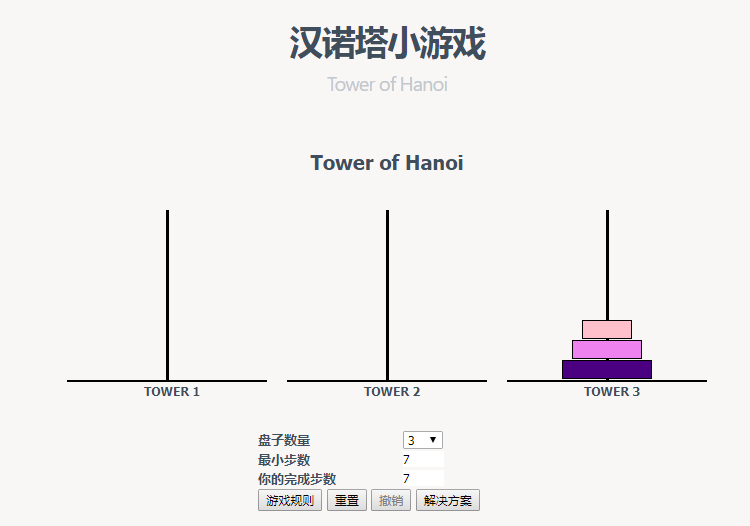 汉诺塔小游戏
Tower of Hanoi
Tower of Hanoi
TOWER 1 TOWER 2 TOWER 3
盘子数量 3
最小步数 7
你的完成步数 7
游戏规则 重置 撤销 解决方案